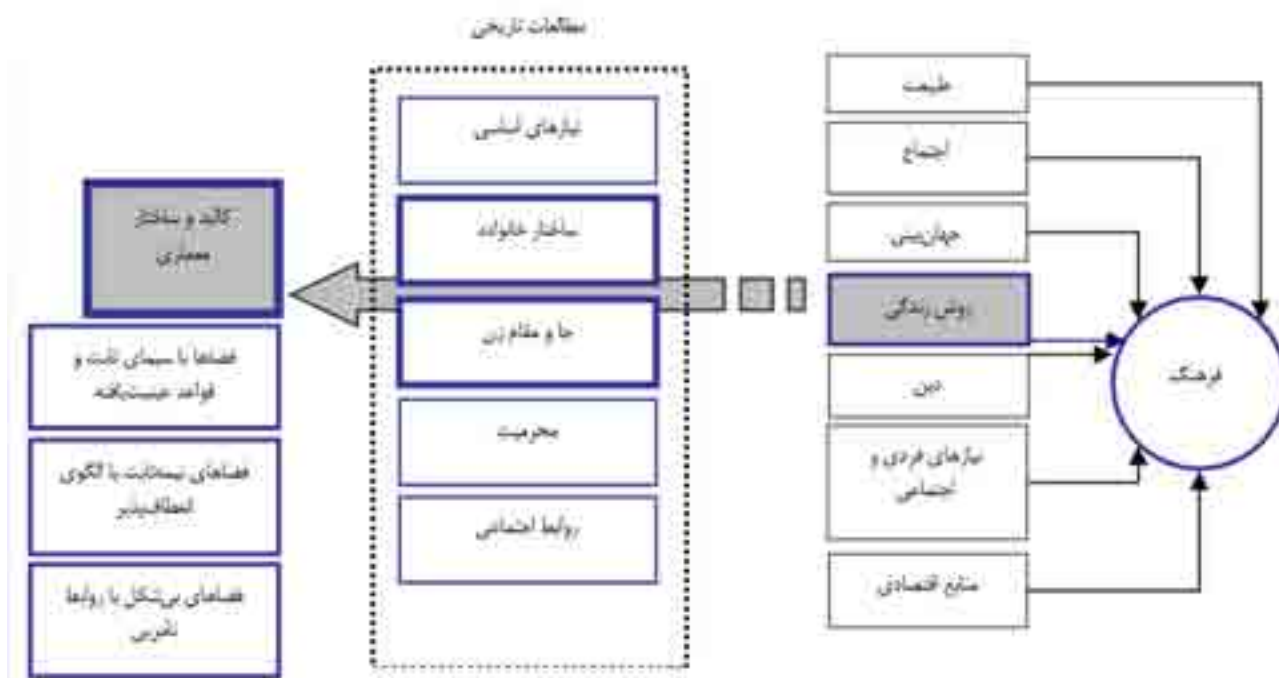 مطالعات تاریخی
طبیعت
اجتماع
جهان‌بینی
روش زندگی
دین
نیازهای فردی و
اجتماعی
منابع اقتصادی
فرهنگ
نیازهای اساسی
ساختار خانواده
جا و مقام زن
محرمیت
روابط اجتماعی
کالبد و ساختار
معماری
فضاها با سیمای ثابت و
قواعد عینیت‌یافته
فضاهای نیمه‌ثابت با الگوی
انعطاف‌پذیر
فضاهای بی‌شکل با روابط
تقریبی